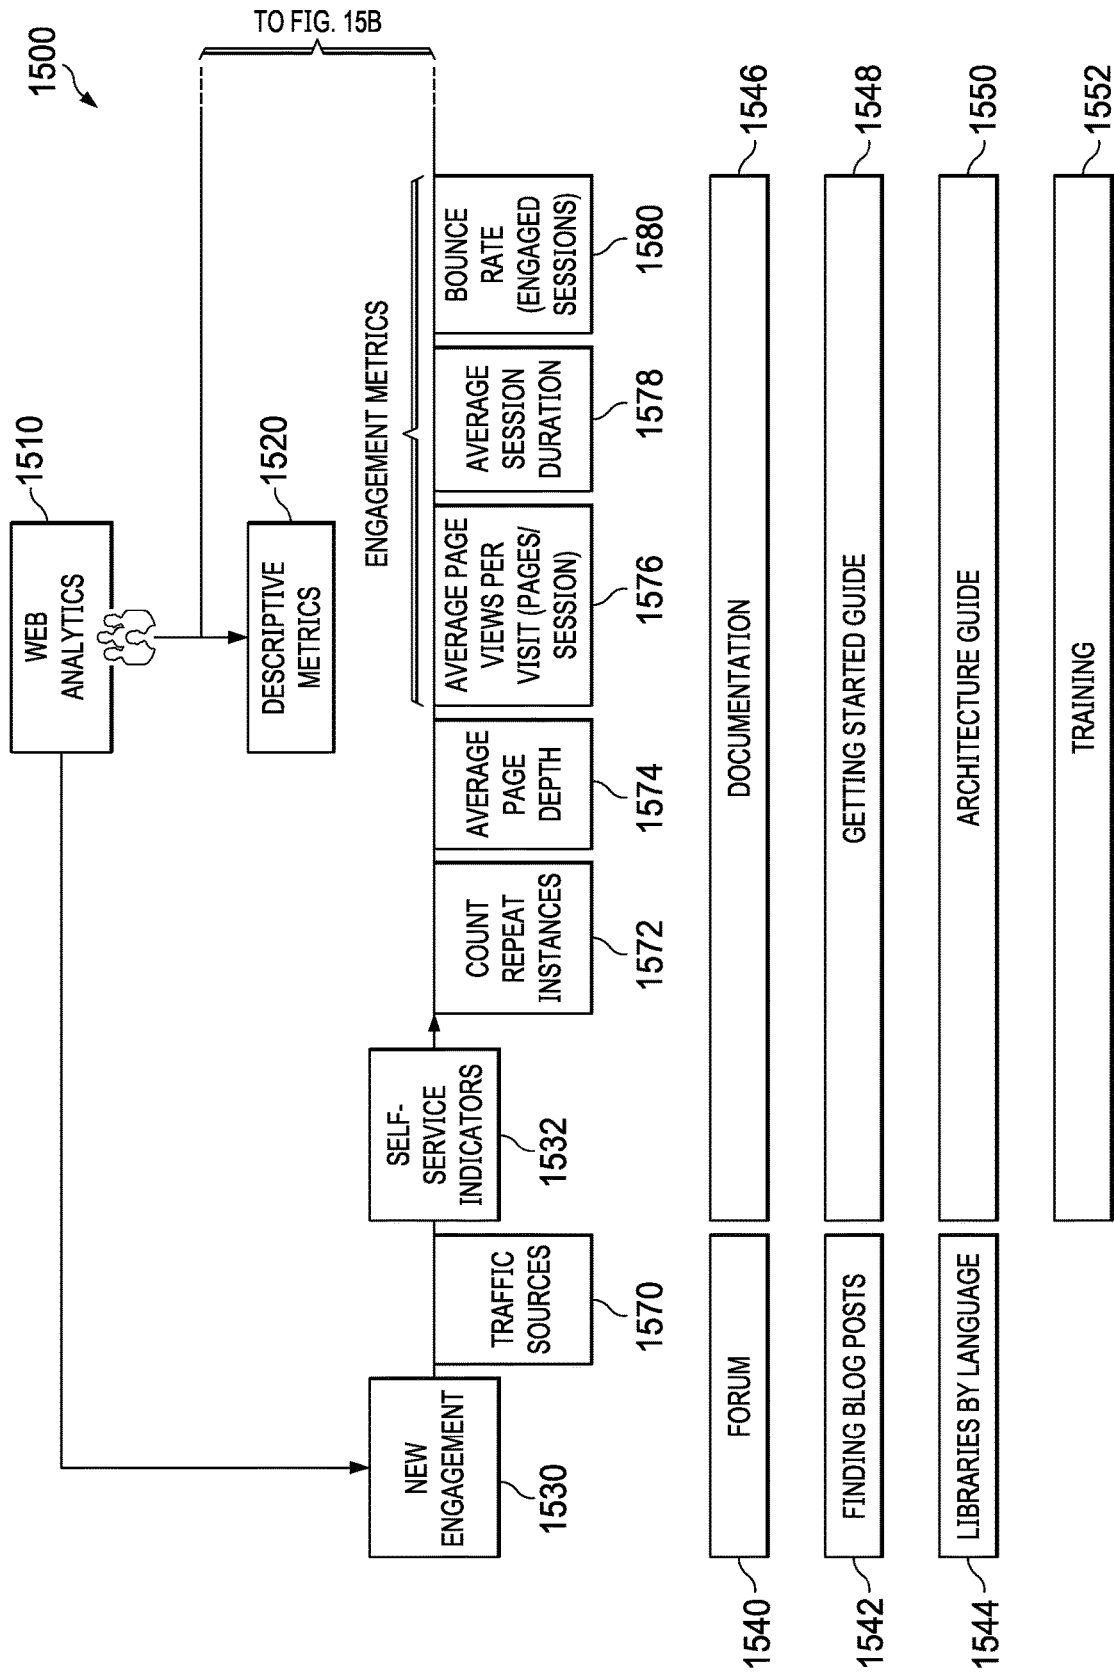 1500
TO FIG. 15B
1510
WEB
ANALYTICS
1520
DESCRIPTIVE
METRICS
ENGAGEMENT METRICS
NEW
ENGAGEMENT
1530
TRAFFIC
SOURCES
1570
SELF-
SERVICE
INDICATORS
1532
COUNT
REPEAT
INSTANCES
1572
AVERAGE
PAGE
DEPTH
1574
AVERAGE PAGE
VIEWS PER
VISIT (PAGES/
SESSION)
1576
AVERAGE
SESSION
DURATION
1578
BOUNCE
RATE
(ENGAGED
SESSIONS)
1580
1540
FORUM
DOCUMENTATION
1546
1542
FINDING BLOG POSTS
GETTING STARTED GUIDE
1548
1544
LIBRARIES BY LANGUAGE
ARCHITECTURE GUIDE
1550
TRAINING
1552